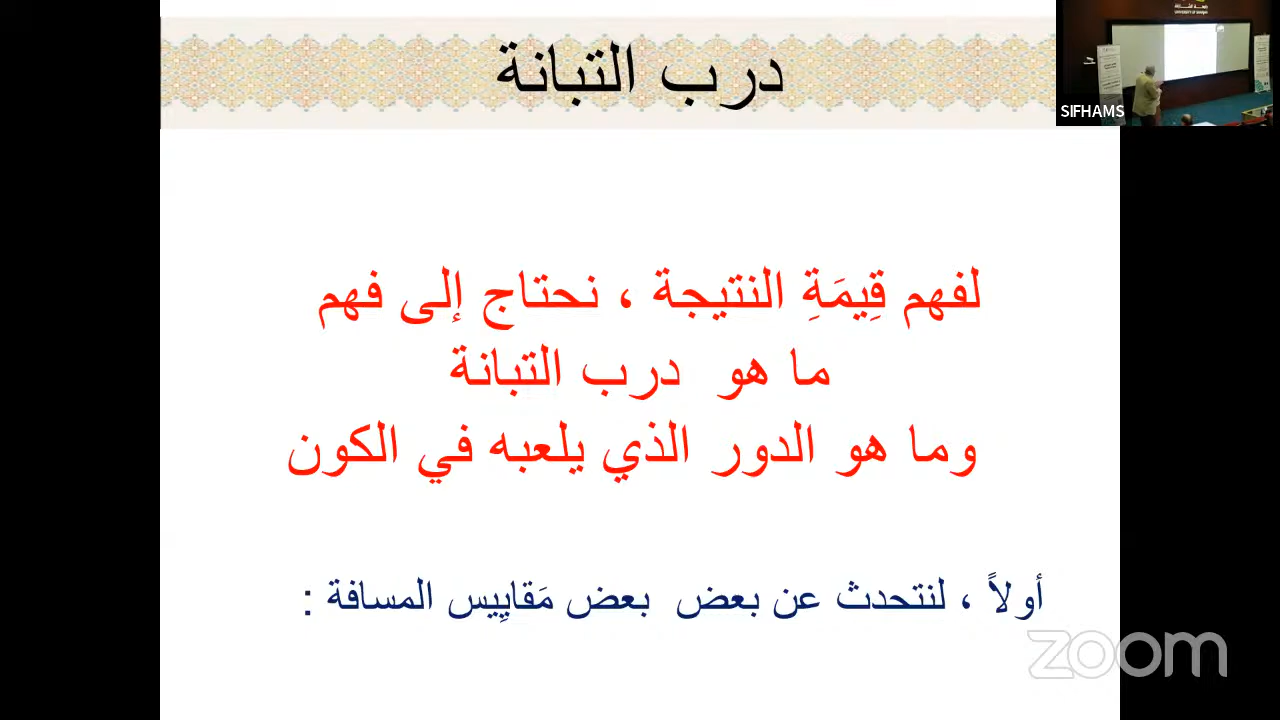 درب التبانة
SIFHAMS
لفهم قِيمَةِ النتيجة ، نحتاج إلى فهم
ما هو درب التبانة
وما هو الدور الذي يلعبه في الكون
أولاً ، لنتحدث عن بعض بعض مَقايِيس المسافة :
zoom